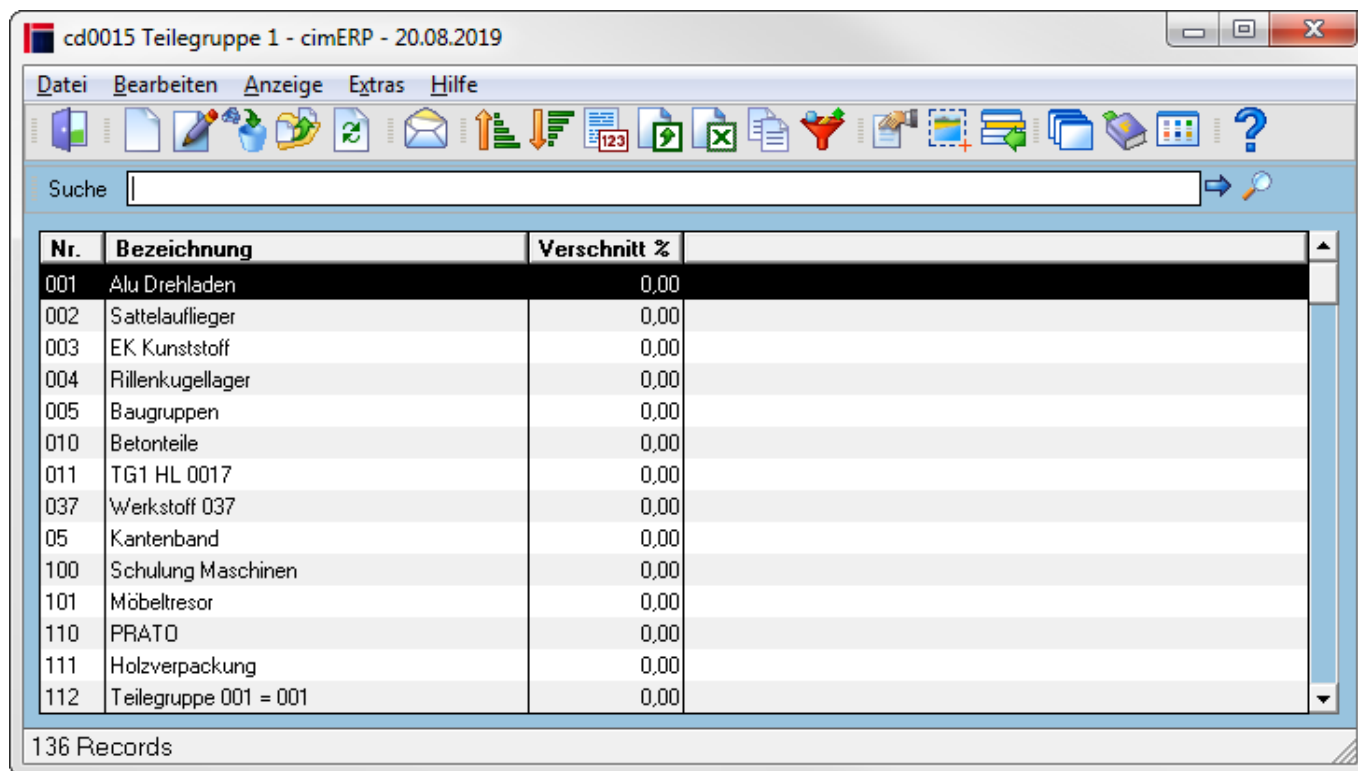 cd0015 Teilegruppe 1 - cimERP - 20.08.2019
Datei Bearbeiten Anzeige Extras Hilfe
123
Suche
Nr. Bezeichnung Verschnitt %
001 Alu Drehladen 0,00
002 Sattelauflieger 0,00
003 EK Kunststoff 0,00
004 Rillenkugellager 0,00
005 Baugruppen 0,00
010 Betonteile 0,00
011 TG1 HL 0017 0,00
037 Werkstoff 037 0,00
05 Kantenband 0,00
100 Schulung Maschinen 0,00
101 Möbeltresor 0,00
110 PRATO 0,00
111 Holzverpackung 0,00
112 Teilegruppe 001 = 001 0,00
136 Records